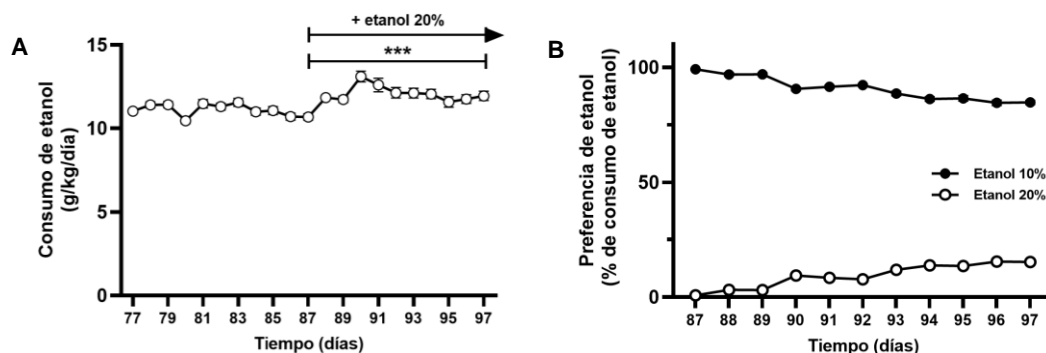 A
+ etanol 20%
***
Consumo de etanol
(g/kg/día)
15
10
5
0
77 79 81 83 85 87 89 91 93 95 97
Tiempo (días)
B
Preferencia de etanol
(% de consumo de etanol)
100
50
0
Etanol 10%
Etanol 20%
87 88 89 90 91 92 93 94 95 96 97
Tiempo (días)